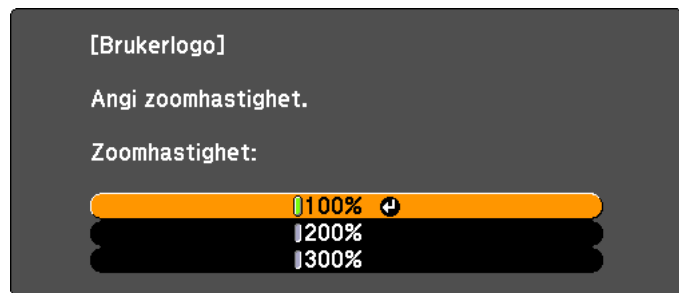 [Brukerlogo]
Angi zoomhastighet.
Zoomhastighet:
100%
200%
300%